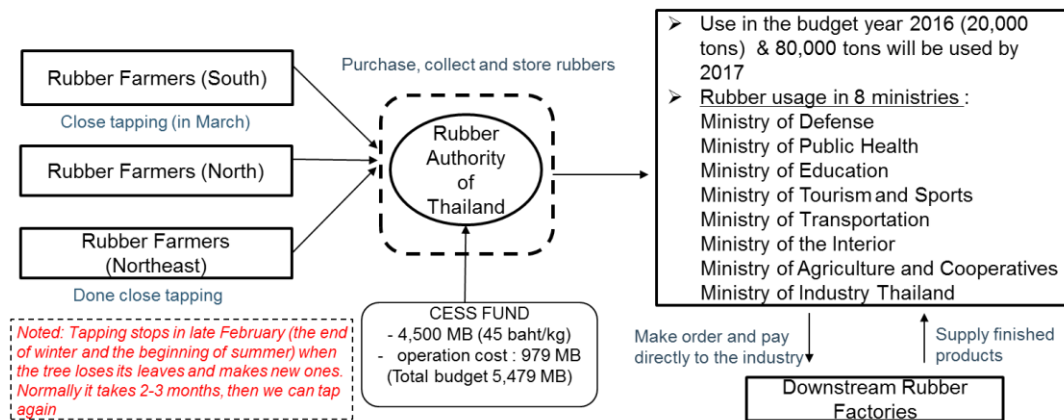 Rubber Farmers (South)
Close tapping (in March)
Rubber Farmers (North)
Rubber Farmers
(Northeast)
Done close tapping
Noted: Tapping stops in late February (the end
of winter and the beginning of summer) when
the tree loses its leaves and makes new ones.
Normally it takes 2-3 months, then we can tap
again
Purchase, collect and store rubbers
Rubber
Authority
of
Thailand
CESS FUND
- 4,500 MB (45 baht/kg)
- operation cost : 979 MB
(Total budget 5,479 MB)
➢ Use in the budget year 2016 (20,000
tons) & 80,000 tons will be used by
2017
➢ Rubber usage in 8 ministries :
Ministry of Defense
Ministry of Public Health
Ministry of Education
Ministry of Tourism and Sports
Ministry of Transportation
Ministry of the Interior
Ministry of Agriculture and Cooperatives
Ministry of Industry Thailand
Make order and pay
directly to the industry
Supply finished
products
Downstream Rubber
Factories